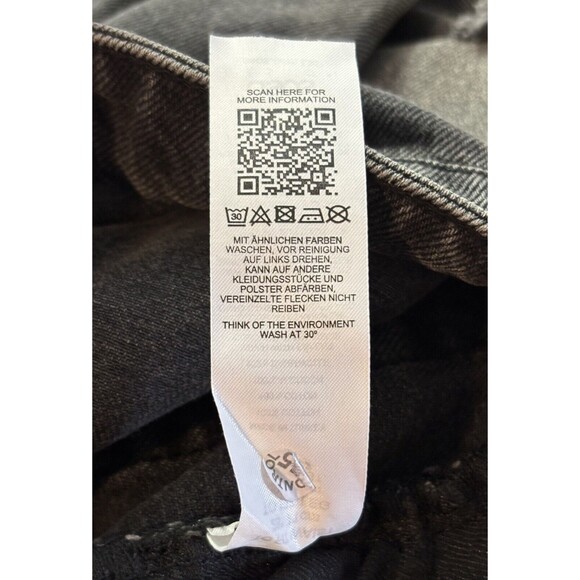 SCAN HERE FOR
MORE INFORMATION
30
MIT ÄHNLICHEN FARBEN
WASCHEN, VOR REINIGUNG
AUF LINKS DREHEN,
KANN AUF ANDERE
KLEIDUNGSSTÜCKE UND
POLSTER ABFÄRBEN,
VEREINZELTE FLECKEN NICHT
REIBEN
THINK OF THE ENVIRONMENT
WASH AT 30º